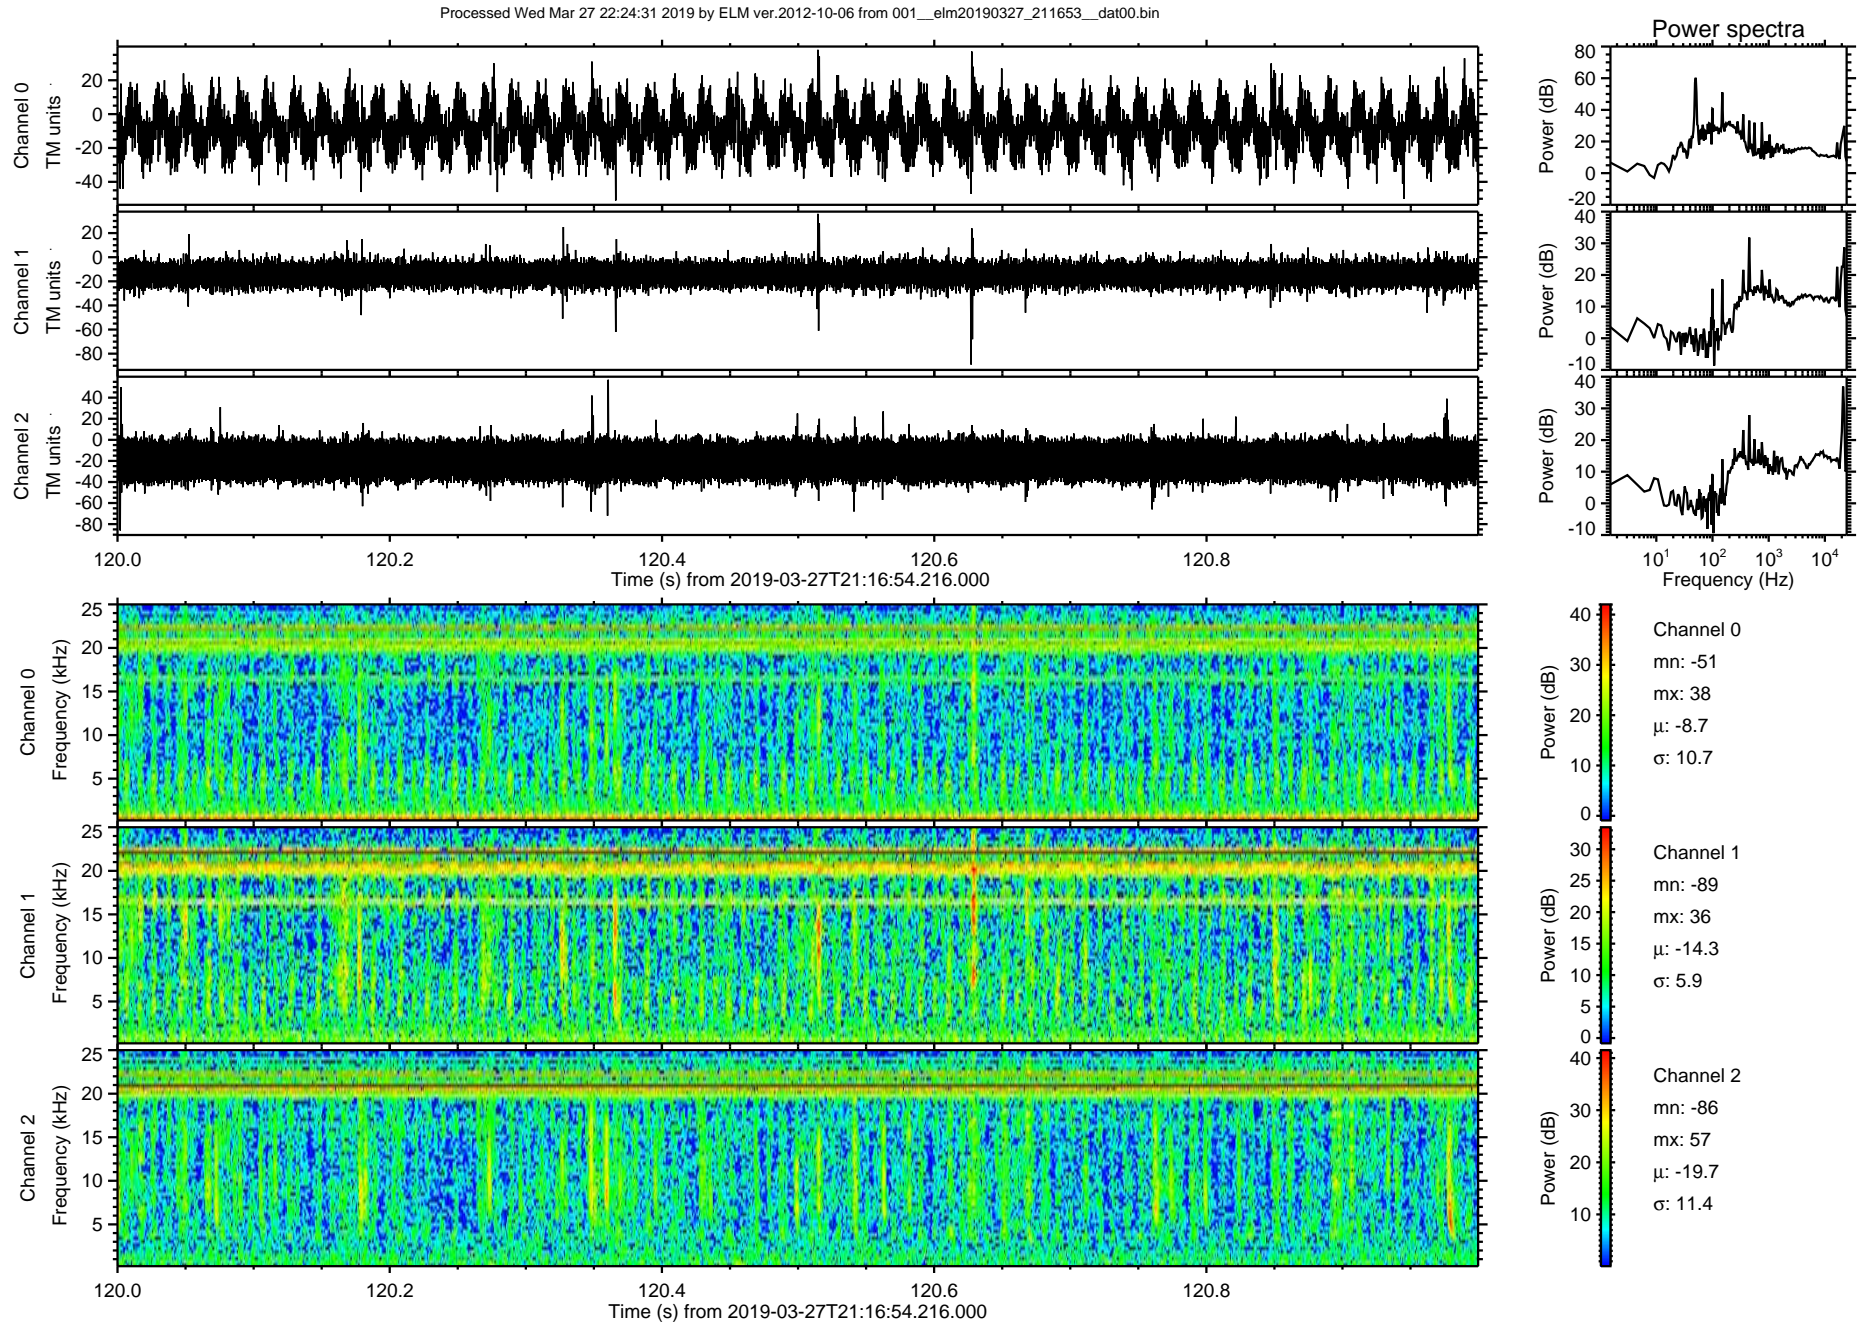 Processed Wed Mar 27 22:24:31 2019 by ELM ver.2012-10-06 from 001__elm20190327_211653__dat00.bin
Power spectra
Channel 0
TM units
20
0
-20
-40
Power (dB)
80
60
40
20
0
-20
Channel 1
TM units
20
0
-20
-40
-60
-80
Power (dB)
40
30
20
10
0
-10
Channel 2
TM units
40
20
0
-20
-40
-60
-80
Power (dB)
40
30
20
10
0
-10
120.0 120.2 120.4 120.6 120.8
Time (s) from 2019-03-27T21:16:54.216.000
10^1 10^2 10^3 10^4
Frequency (Hz)
Channel 0
Frequency (kHz)
25
20
15
10
5
Power (dB)
40
30
20
10
0
Channel 0
mn: -51
mx: 38
μ: -8.7
σ: 10.7
Channel 1
Frequency (kHz)
25
20
15
10
5
Power (dB)
30
25
20
15
10
5
0
Channel 1
mn: -89
mx: 36
μ: -14.3
σ: 5.9
Channel 2
Frequency (kHz)
25
20
15
10
5
Power (dB)
40
30
20
10
Channel 2
mn: -86
mx: 57
μ: -19.7
σ: 11.4
120.0 120.2 120.4 120.6 120.8
Time (s) from 2019-03-27T21:16:54.216.000